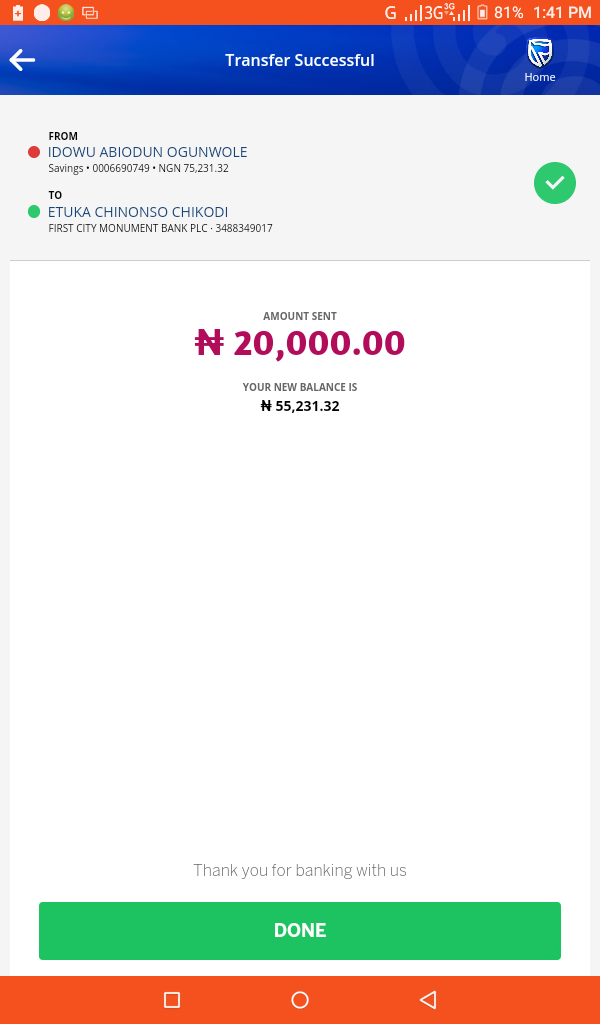 G 3G 3G 81% 1:41 PM
Transfer Successful
Home
FROM
IDOWU ABIODUN OGUNWOLE
Savings • 0006690749 • NGN 75,231.32
TO
ETUKA CHINONSO CHIKODI
FIRST CITY MONUMENT BANK PLC · 3488349017
AMOUNT SENT
₦ 20,000.00
YOUR NEW BALANCE IS
₦ 55,231.32
Thank you for banking with us
DONE